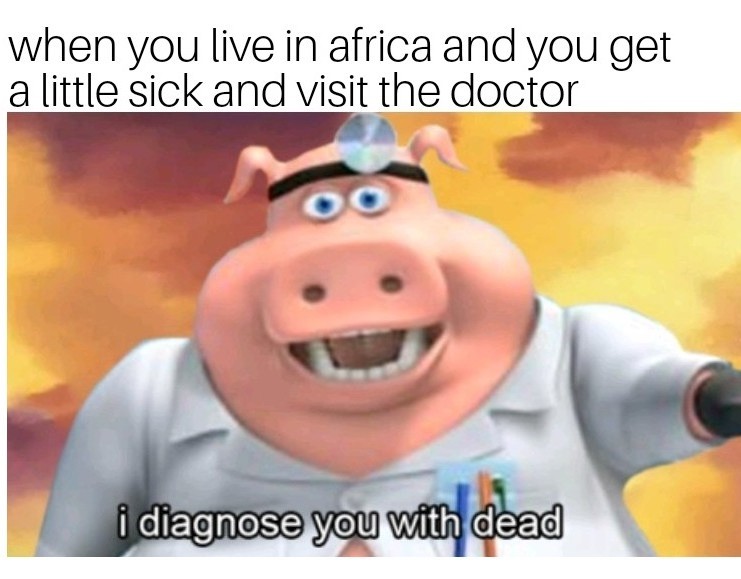 when you live in africa and you get
a little sick and visit the doctor
i diagnose you with dead